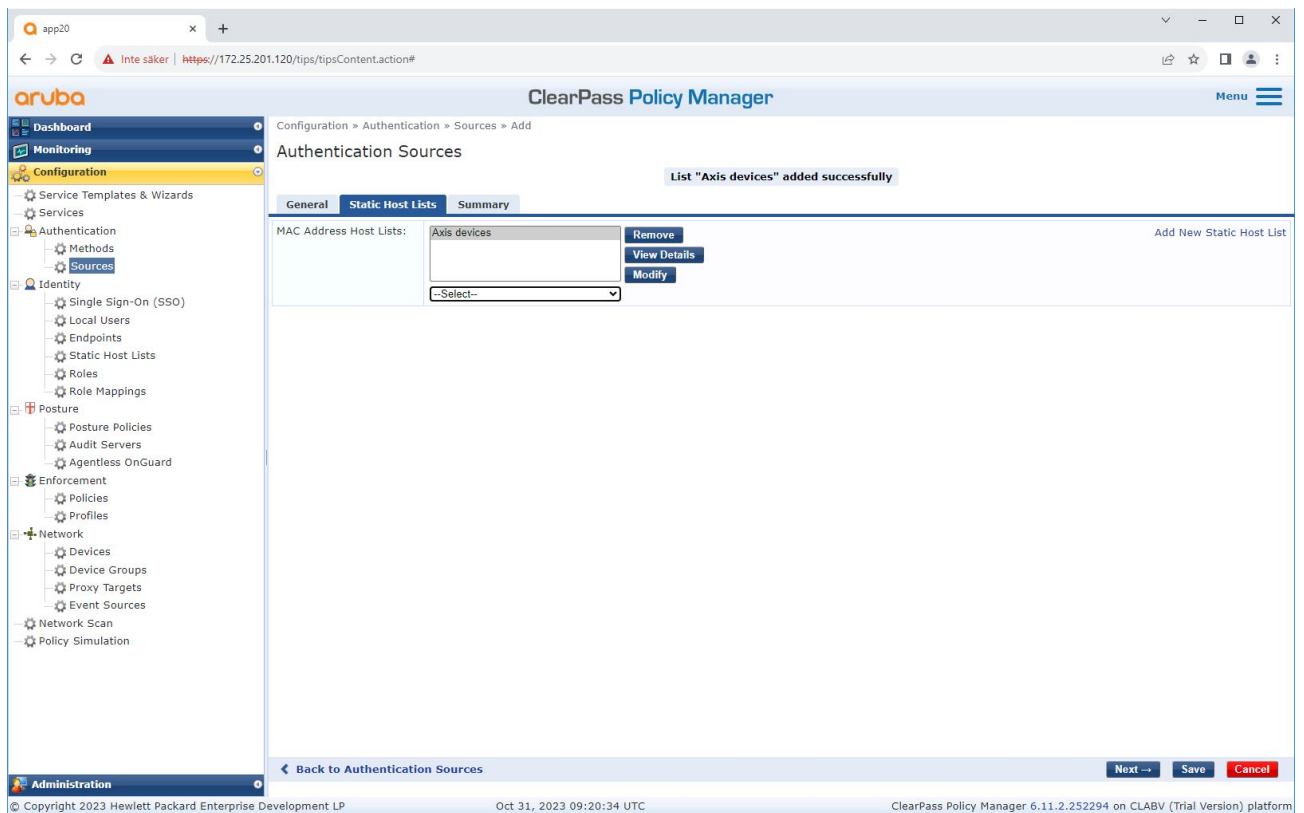 app20
Inte säker | https://172.25.201.120/tips/tipsContent.action#
aruba
ClearPass Policy Manager
Menu
Dashboard
Monitoring
Configuration
Service Templates & Wizards
Services
Authentication
Methods
Sources
Identity
Single Sign-On (SSO)
Local Users
Endpoints
Static Host Lists
Roles
Role Mappings
Posture
Posture Policies
Audit Servers
Agentless OnGuard
Enforcement
Policies
Profiles
Network
Devices
Device Groups
Proxy Targets
Event Sources
Network Scan
Policy Simulation
Administration
Configuration » Authentication » Sources » Add
Authentication Sources
List "Axis devices" added successfully
General Static Host Lists Summary
MAC Address Host Lists:
Axis devices
--Select--
Remove
View Details
Modify
Add New Static Host List
Back to Authentication Sources
Next → Save Cancel
© Copyright 2023 Hewlett Packard Enterprise Development LP Oct 31, 2023 09:20:34 UTC ClearPass Policy Manager 6.11.2.252294 on CLABV (Trial Version) platform